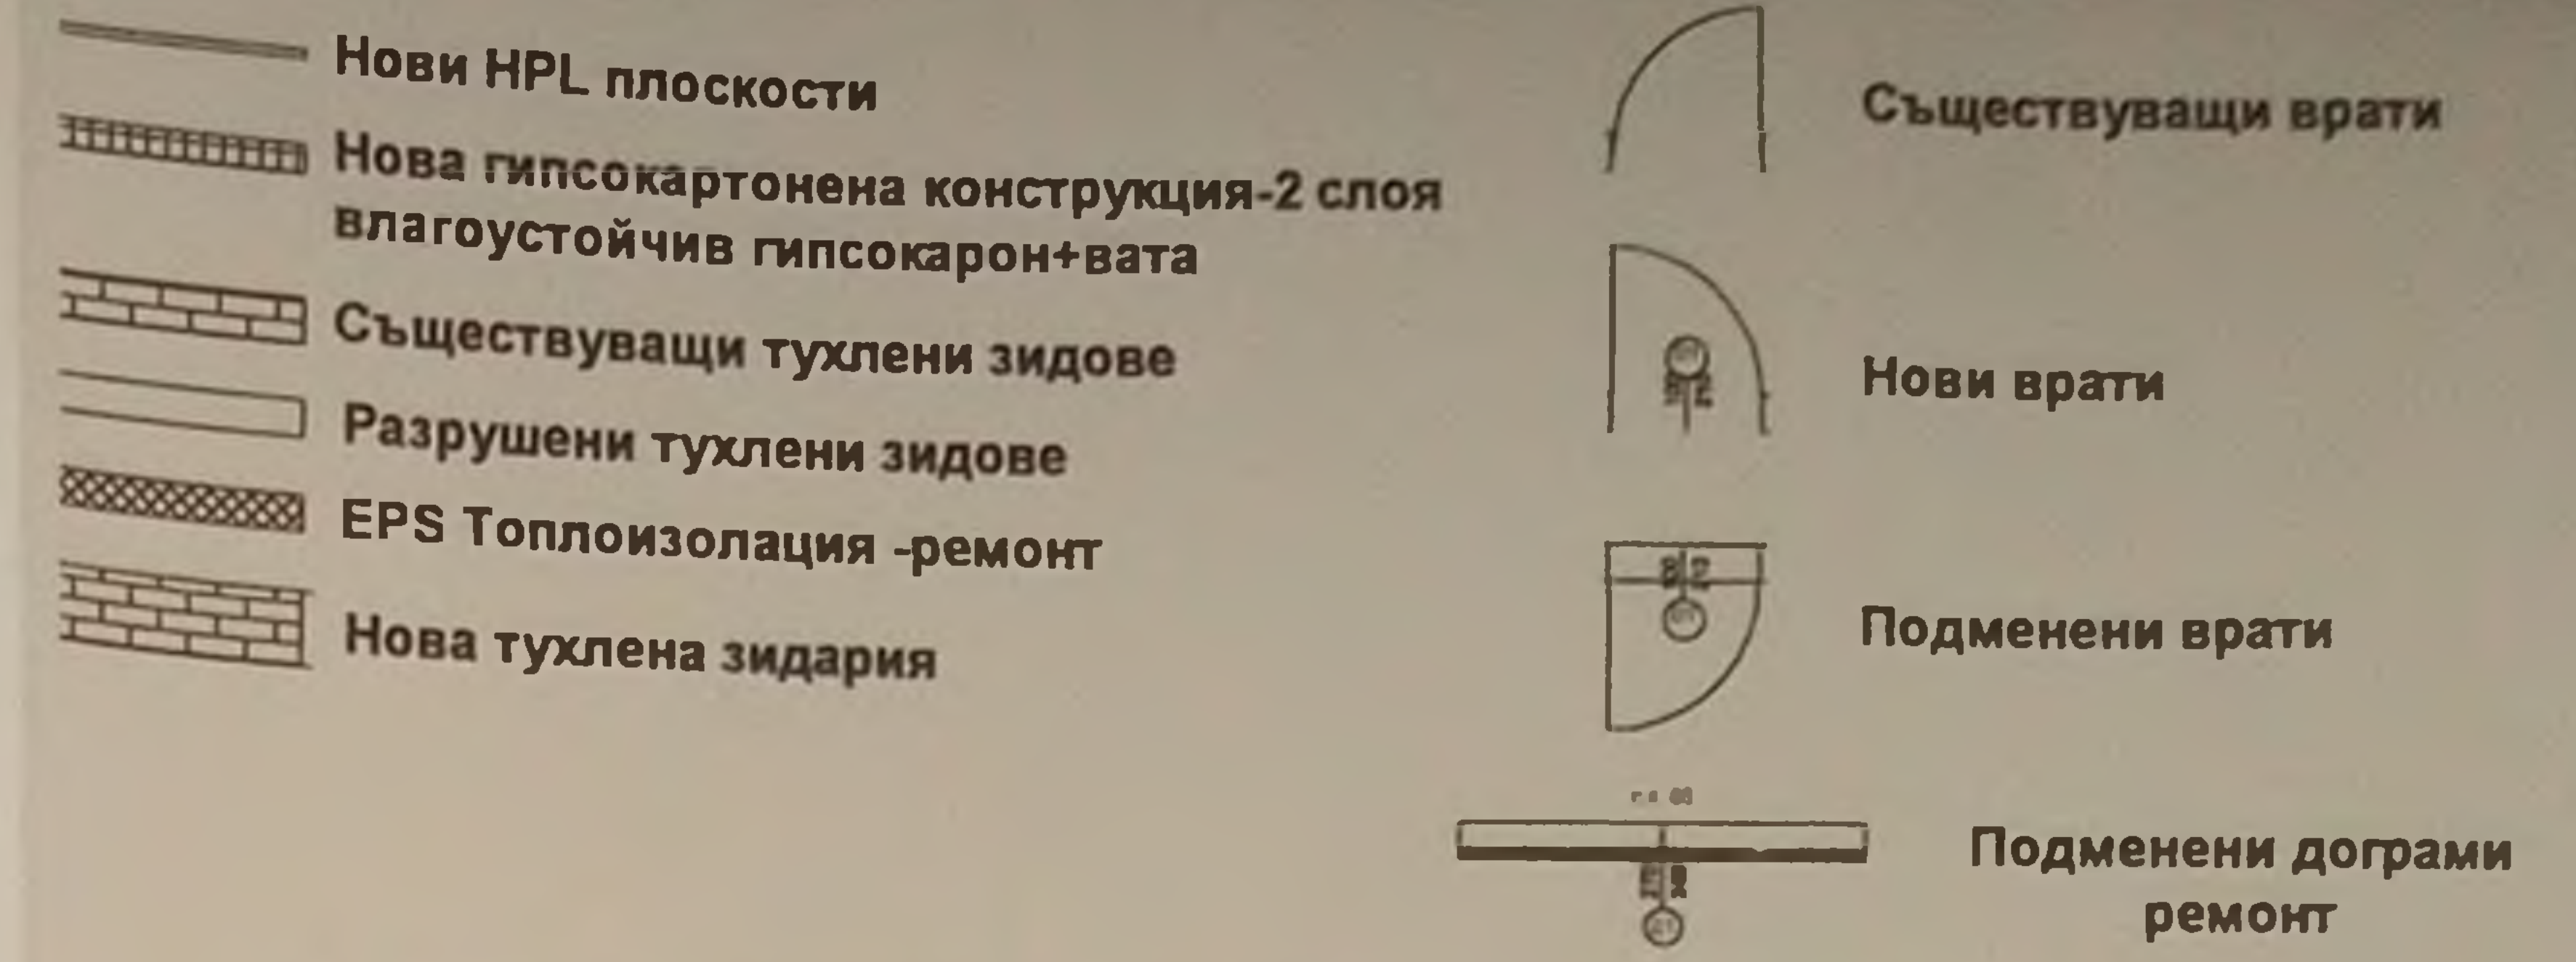 Нови HPL плоскости
Нова гипсокартонена конструкция-2 слоя
влагоустойчив гипсокарон+вата
Съществуващи тухлени зидове
Разрушени тухлени зидове
EPS Топлоизолация -ремонт
Нова тухлена зидария
Съществуващи врати
Нови врати
Подменени врати
Подменени дограми
ремонт